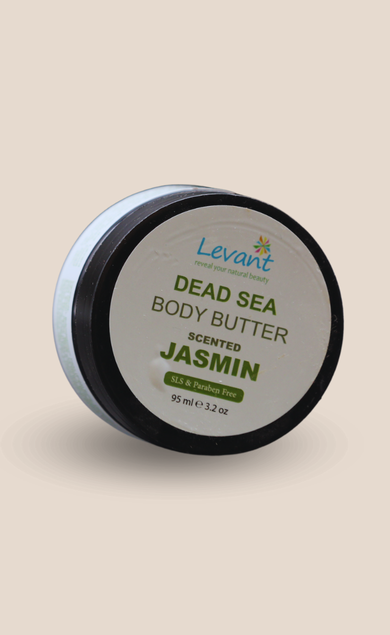 Levant
reveal your natural beauty
DEAD SEA
BODY BUTTER
SCENTED
JASMIN
SLS & Paraben Free
95 ml ℮ 3.2 oz